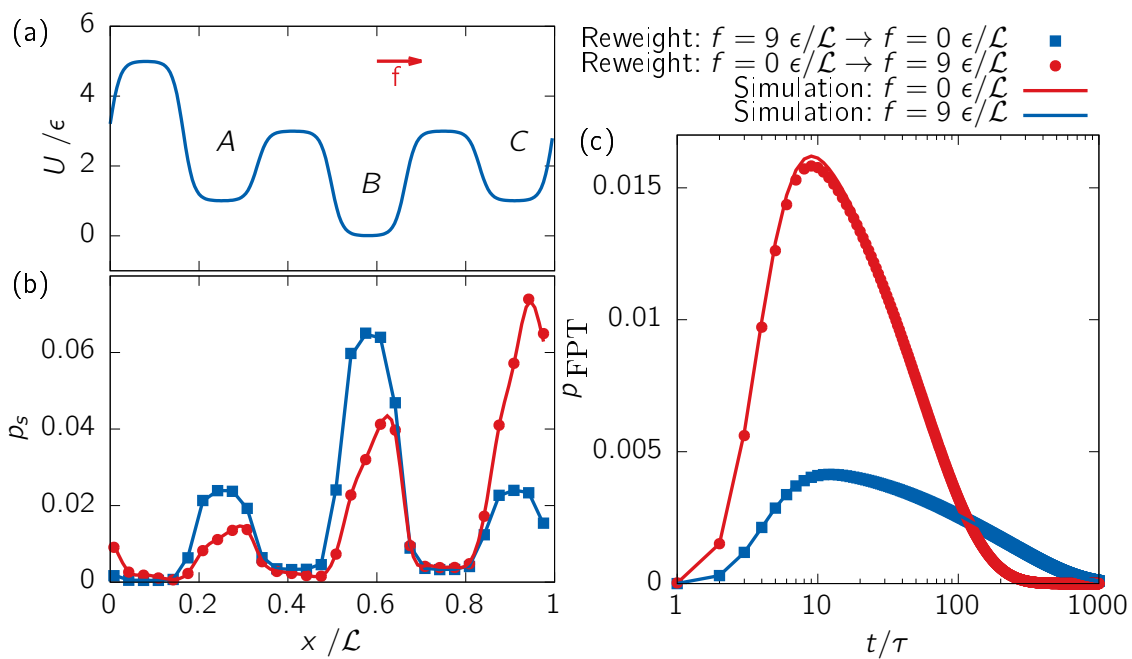 (a)
6
4
2
0
U / ϵ
f
A
B
C
(b)
0.06
0.04
0.02
0
p_s
0 0.2 0.4 0.6 0.8 1
x / ℒ
Reweight: f = 9 ϵ/ℒ → f = 0 ϵ/ℒ
Reweight: f = 0 ϵ/ℒ → f = 9 ϵ/ℒ
Simulation: f = 0 ϵ/ℒ
Simulation: f = 9 ϵ/ℒ
(c)
0.015
0.01
0.005
0
p_FPT
1 10 100 1000
t/τ